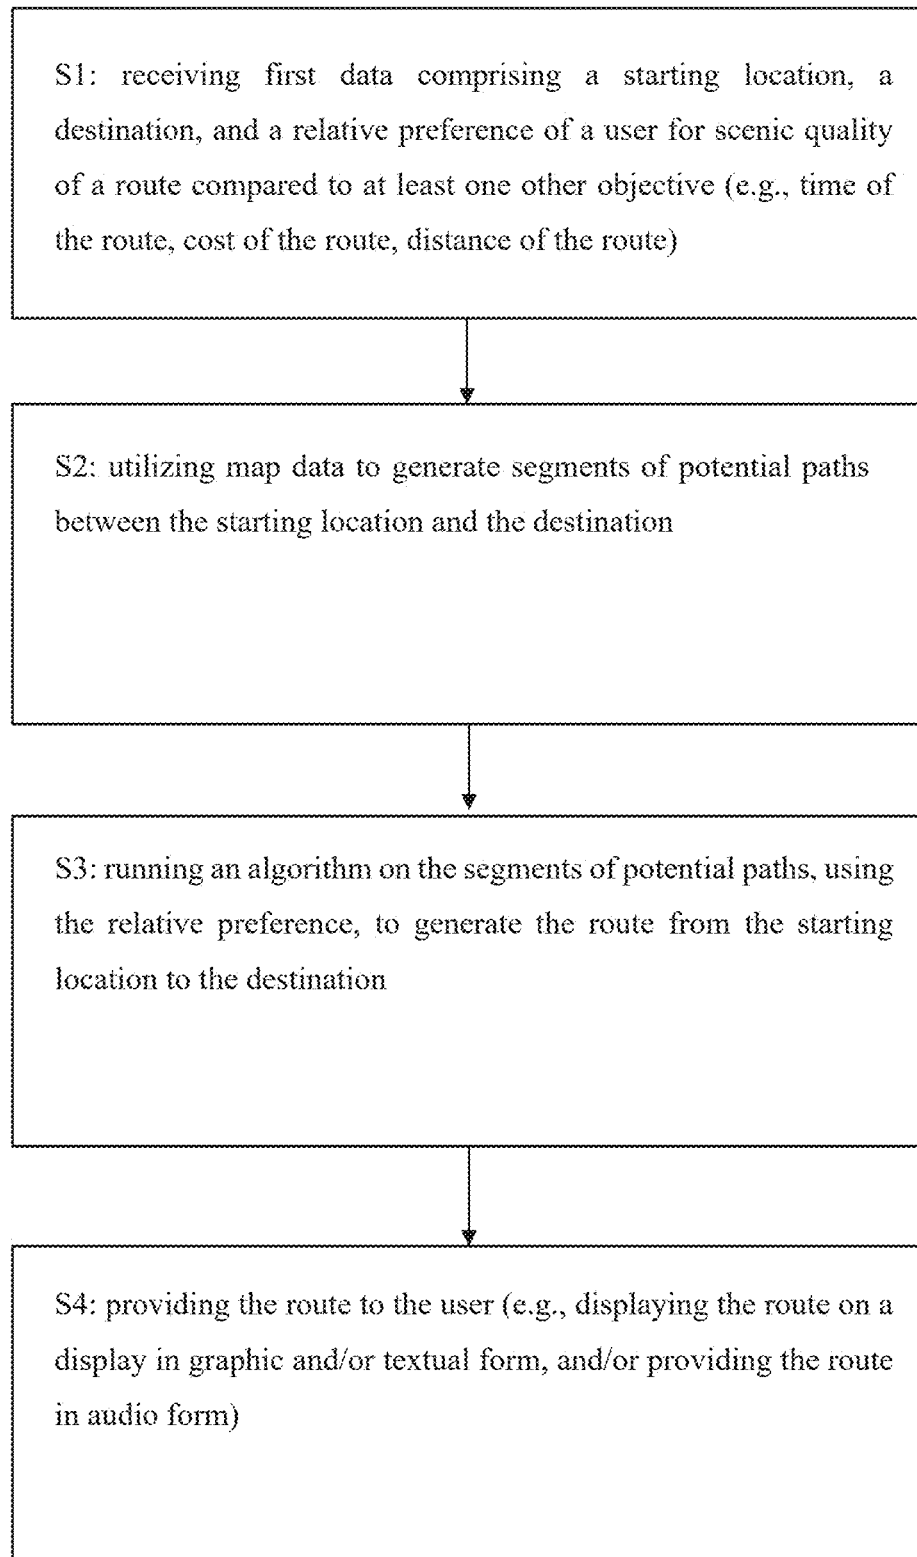 S1: receiving first data comprising a starting location, a
destination, and a relative preference of a user for scenic quality
of a route compared to at least one other objective (e.g., time of
the route, cost of the route, distance of the route)
S2: utilizing map data to generate segments of potential paths
between the starting location and the destination
S3: running an algorithm on the segments of potential paths, using
the relative preference, to generate the route from the starting
location to the destination
S4: providing the route to the user (e.g., displaying the route on a
display in graphic and/or textual form, and/or providing the route
in audio form)